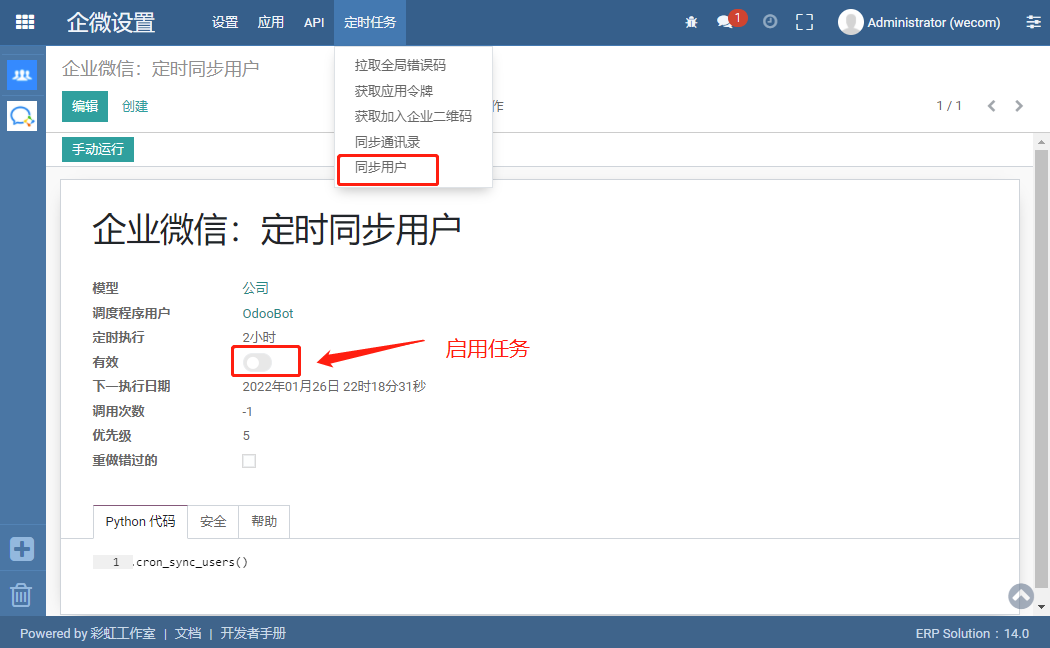 企微设置 设置 应用 API 定时任务 1 Administrator (wecom)
企业微信：定时同步用户
拉取全局错误码
获取应用令牌
编辑 创建 作 1 / 1
获取加入企业二维码
同步通讯录
手动运行
同步用户
企业微信：定时同步用户
模型 公司
调度程序用户 OdooBot
定时执行 2小时
启用任务
有效
下一执行日期 2022年01月26日 22时18分31秒
调用次数 -1
优先级 5
重做错过的
Python 代码 安全 帮助
1 .cron_sync_users()
Powered by 彩虹工作室 | 文档 | 开发者手册 ERP Solution : 14.0